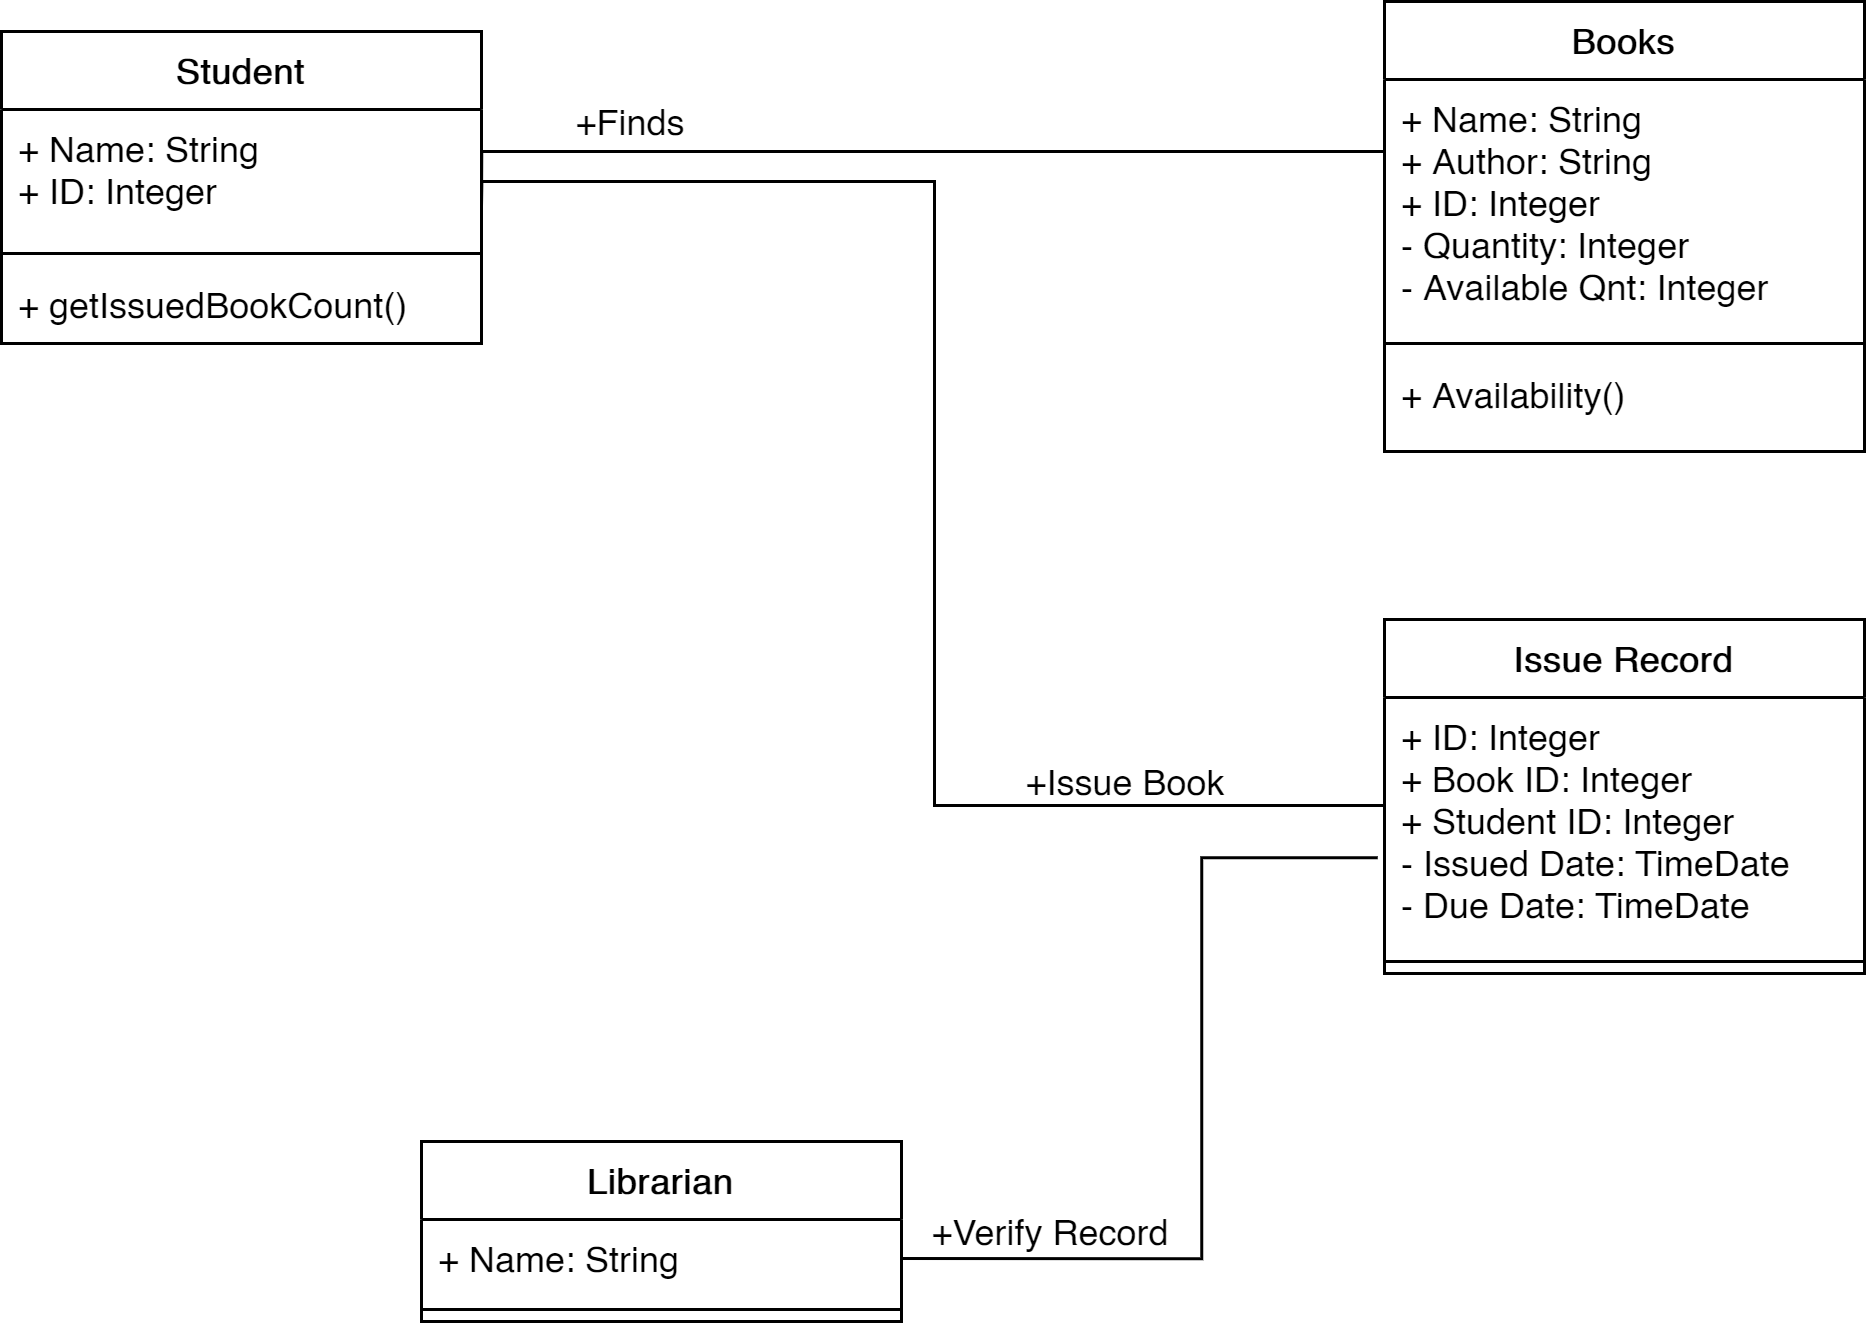 Student
+ Name: String
+ ID: Integer
+ getIssuedBookCount()
+Finds
Books
+ Name: String
+ Author: String
+ ID: Integer
- Quantity: Integer
- Available Qnt: Integer
+ Availability()
+Issue Book
Issue Record
+ ID: Integer
+ Book ID: Integer
+ Student ID: Integer
- Issued Date: TimeDate
- Due Date: TimeDate
Librarian
+ Name: String
+Verify Record